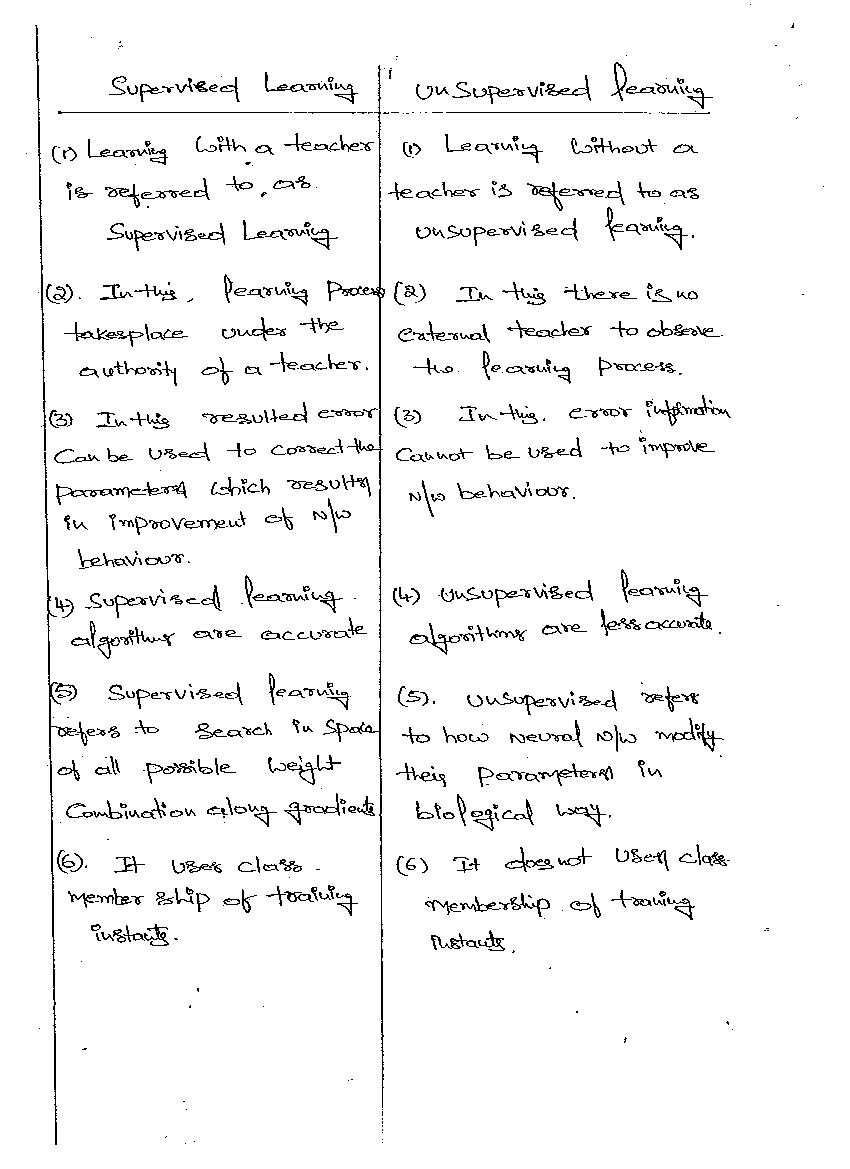 Supervised Learning
(1) Learning with a teacher
is referred to as
Supervised Learning
(2). In this, learning process
takesplace under the
authority of a teacher.
(3) In this resulted error
Can be used to correct the
parameters which results
in improvement of N/w
behaviour.
(4) Supervised learning
algorithms are accurate
(5) Supervised learning
refers to search in space
of all possible weight
Combination along gradients
(6). It uses class
member ship of training
instants.
UnSupervised learning
(1) Learning without a
teacher is referred to as
unsupervised learning.
(2) In this there is no
external teacher to observe
the learning process.
(3) In this, error information
Cannot be used to improve
N/w behaviour.
(4) Unsupervised learning
algorithms are less accurate.
(5). Unsupervised refers
to how Neural N/w modify
their parameters in
biological way.
(6) It does not uses class
membership of traning
instants.